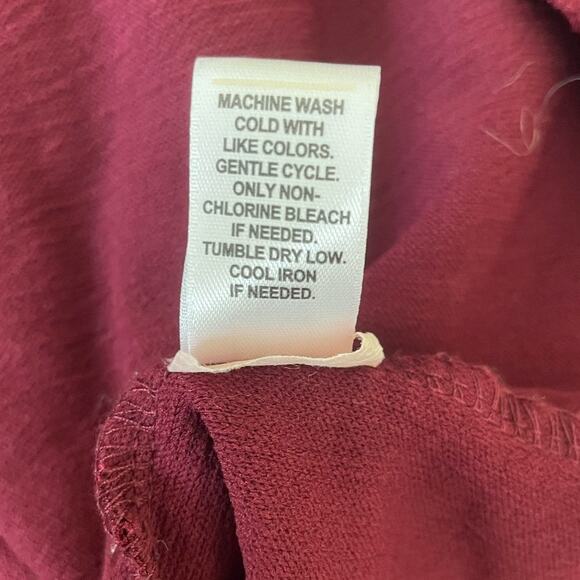 MACHINE WASH
COLD WITH
LIKE COLORS.
GENTLE CYCLE.
ONLY NON-
CHLORINE BLEACH
IF NEEDED.
TUMBLE DRY LOW.
COOL IRON
IF NEEDED.